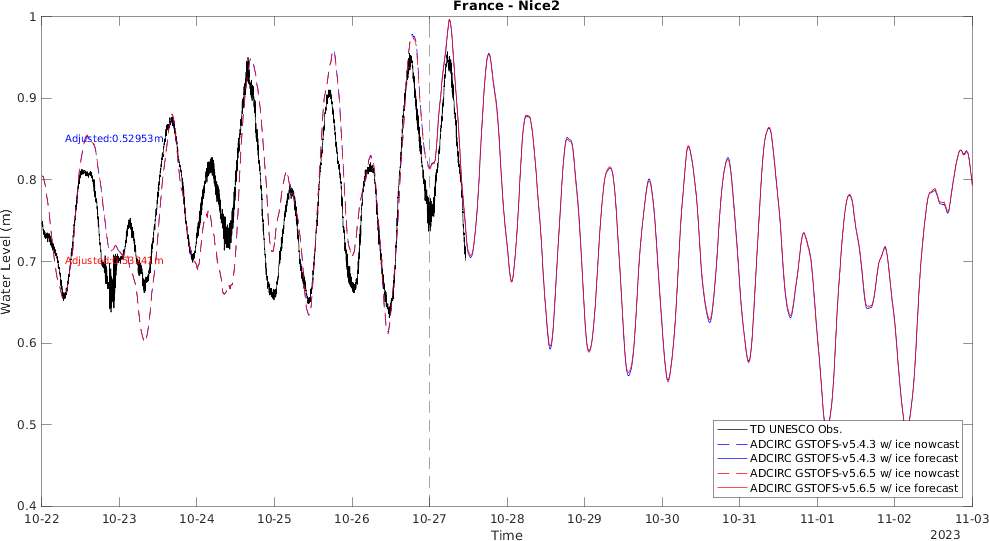 France - Nice2
Water Level (m)
1
0.9
0.8
0.7
0.6
0.5
0.4
Adjusted:0.52953m
TD UNESCO Obs.
ADCIRC GSTOFS-v5.4.3 w/ ice nowcast
ADCIRC GSTOFS-v5.4.3 w/ ice forecast
ADCIRC GSTOFS-v5.6.5 w/ ice nowcast
ADCIRC GSTOFS-v5.6.5 w/ ice forecast
10-22 10-23 10-24 10-25 10-26 10-27 10-28 10-29 10-30 10-31 11-01 11-02 11-03
Time
2023